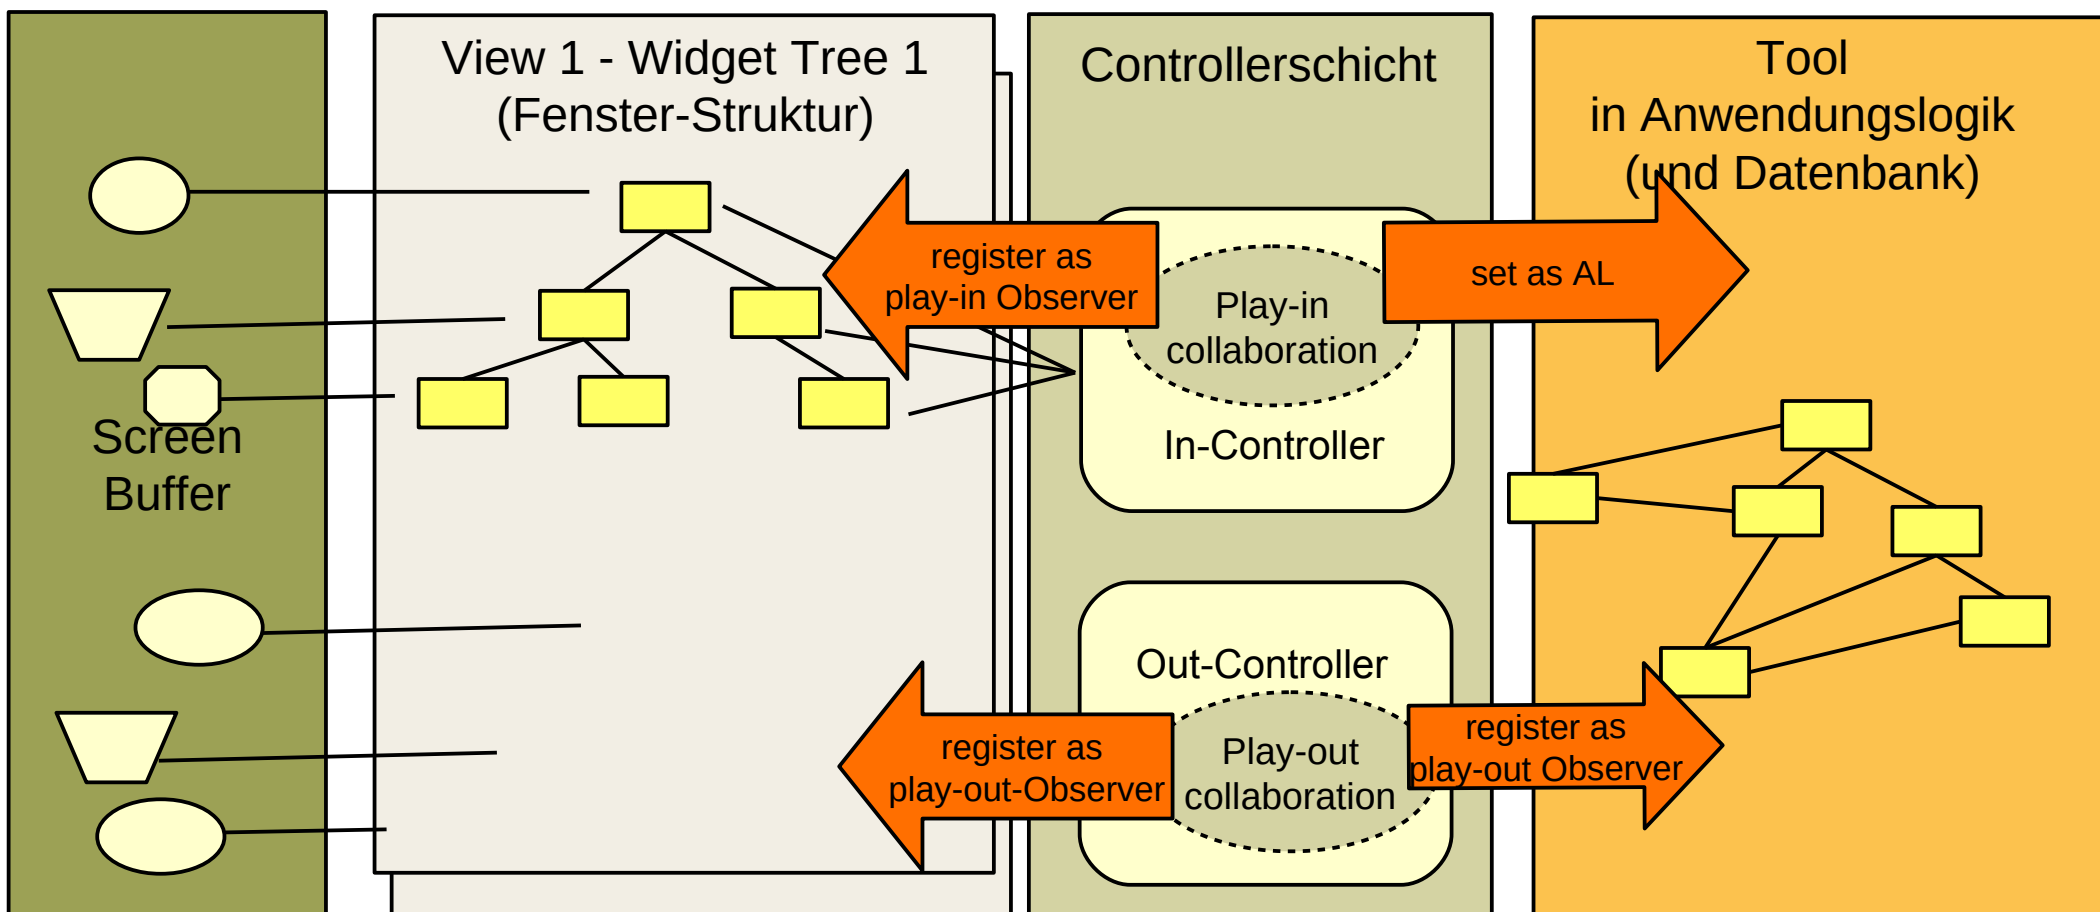 View 1 - Widget Tree 1
(Fenster-Struktur)
Controllerschicht
Tool
in Anwendungslogik
(und Datenbank)
Screen
Buffer
register as
play-in Observer
Play-in
collaboration
In-Controller
set as AL
Out-Controller
register as
play-out-Observer
Play-out
collaboration
register as
play-out Observer